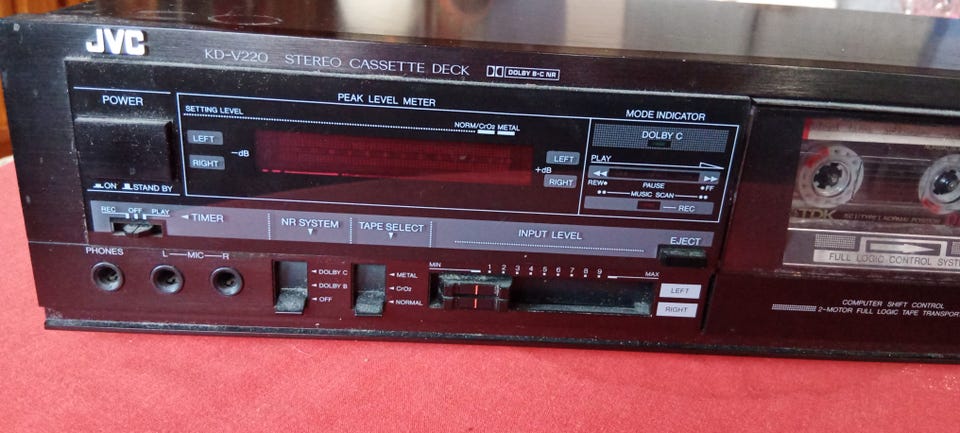 JVC
KD-V220 STEREO CASSETTE DECK DOLBY B-C NR
POWER
ON STAND BY
PEAK LEVEL METER
SETTING LEVEL
NORM/CrO2 METAL
LEFT
RIGHT
-dB
+dB
LEFT
RIGHT
MODE INDICATOR
DOLBY C
PLAY
REW PAUSE FF
MUSIC SCAN
REC
REC OFF PLAY
TIMER
NR SYSTEM
TAPE SELECT
INPUT LEVEL
EJECT
PHONES L-MIC-R
DOLBY C
DOLBY B
OFF
METAL
CrO2
NORMAL
MIN 1 2 3 4 5 6 7 8 9 MAX
LEFT
RIGHT
TDK
NORMAL POSITION
FULL LOGIC CONTROL SYST
COMPUTER SHIFT CONTROL
2-MOTOR FULL LOGIC TAPE TRANSPORT